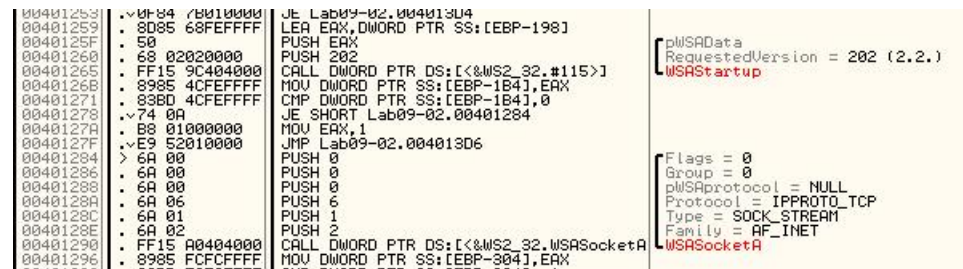 00401253 .v0F84 7B010000 JE Lab09-02.004013D4
00401259 . 8D85 68FEFFFF LEA EAX,DWORD PTR SS:[EBP-198]
0040125F . 50 PUSH EAX pWSAData
00401260 . 68 02020000 PUSH 202 RequestedVersion = 202 (2.2.)
00401265 . FF15 9C404000 CALL DWORD PTR DS:[<&WS2_32.#115>] WSAStartup
0040126B . 8985 4CFEFFFF MOV DWORD PTR SS:[EBP-1B4],EAX
00401271 . 83BD 4CFEFFFF CMP DWORD PTR SS:[EBP-1B4],0
00401278 .v74 0A JE SHORT Lab09-02.00401284
0040127A . B8 01000000 MOV EAX,1
0040127F .vE9 52010000 JMP Lab09-02.004013D6
00401284 > 6A 00 PUSH 0 Flags = 0
00401286 . 6A 00 PUSH 0 Group = 0
00401288 . 6A 00 PUSH 0 pWSAprotocol = NULL
0040128A . 6A 06 PUSH 6 Protocol = IPPROTO_TCP
0040128C . 6A 01 PUSH 1 Type = SOCK_STREAM
0040128E . 6A 02 PUSH 2 Family = AF_INET
00401290 . FF15 A0404000 CALL DWORD PTR DS:[<&WS2_32.WSASocketA WSASocketA
00401296 . 8985 FCFCFFFF MOV DWORD PTR SS:[EBP-304],EAX